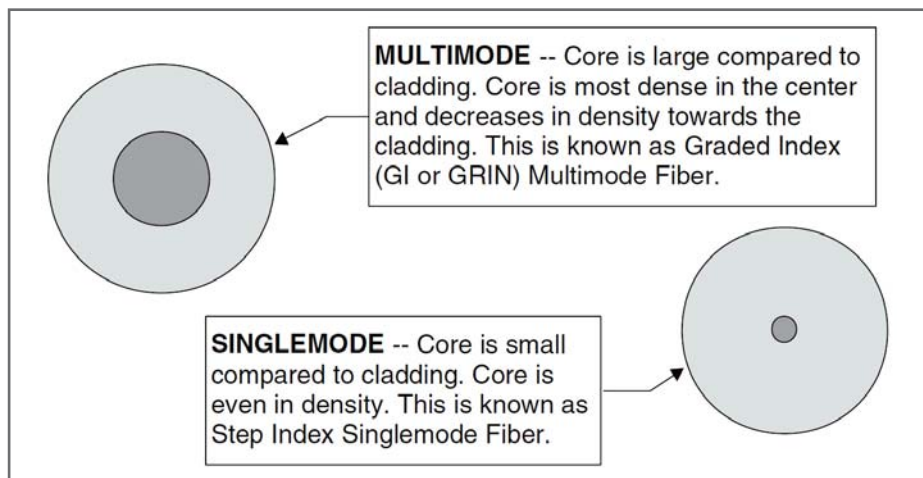 MULTIMODE -- Core is large compared to
cladding. Core is most dense in the center
and decreases in density towards the
cladding. This is known as Graded Index
(GI or GRIN) Multimode Fiber.
SINGLEMODE -- Core is small
compared to cladding. Core is
even in density. This is known as
Step Index Singlemode Fiber.